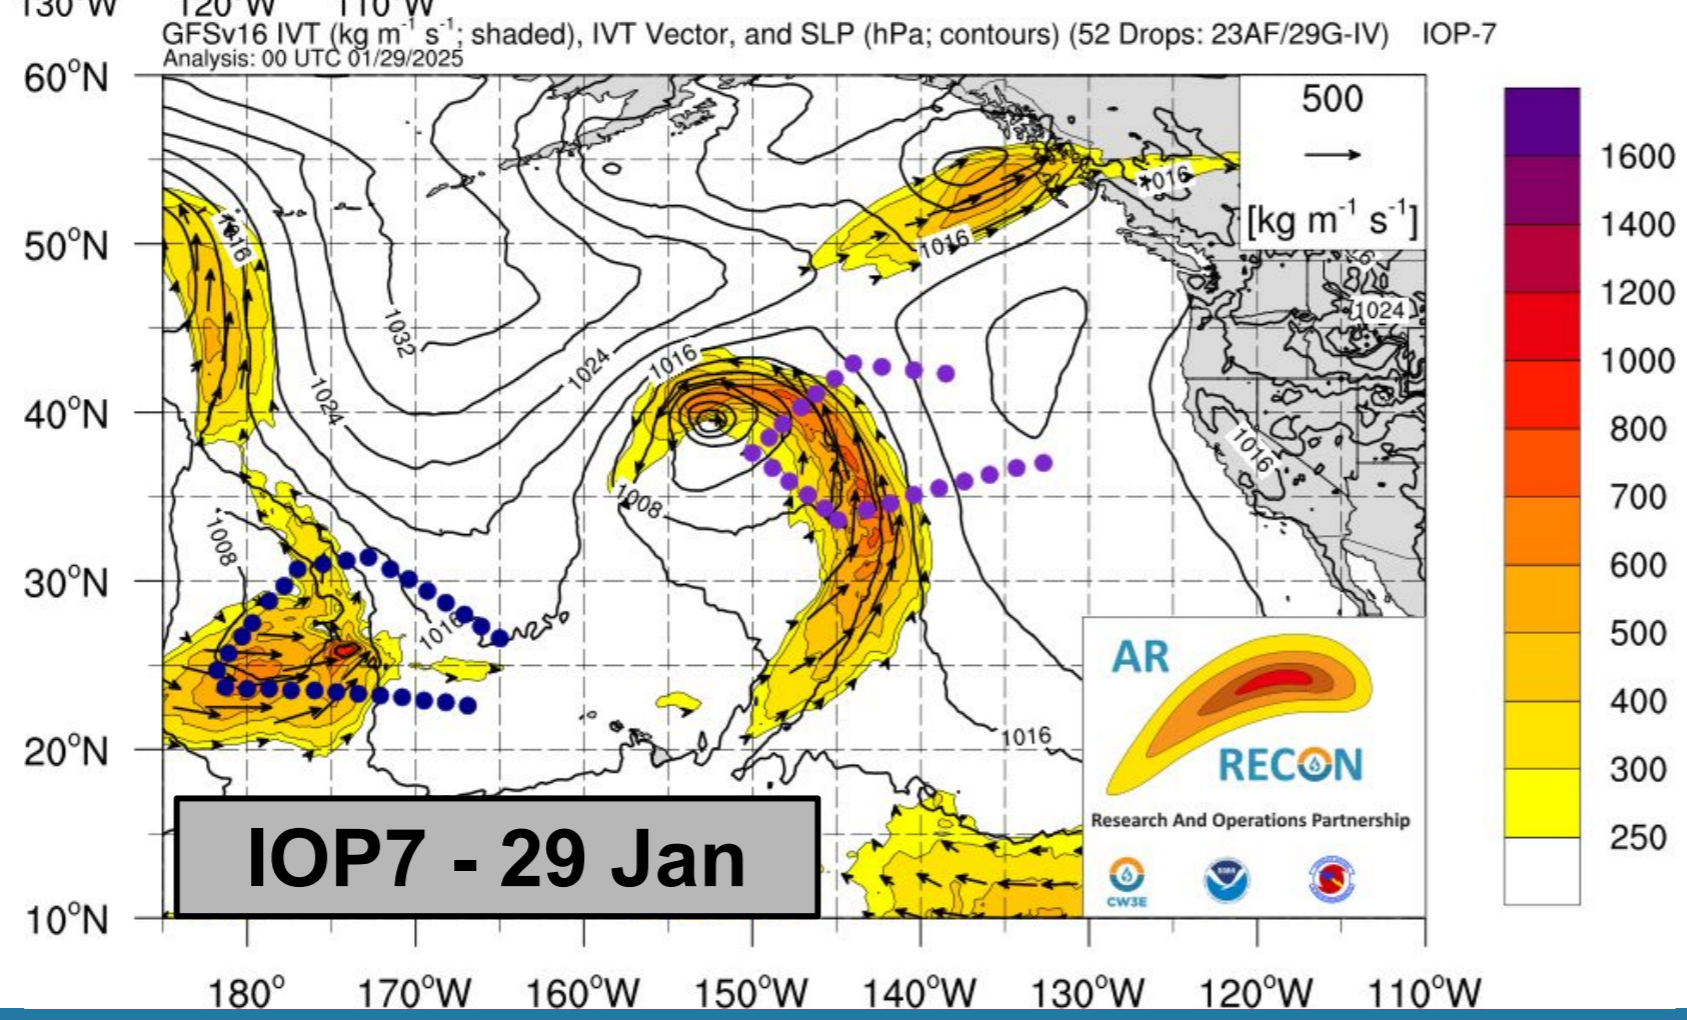 130°W 120°W 110°W
GFSv16 IVT (kg m⁻¹ s⁻¹; shaded), IVT Vector, and SLP (hPa; contours) (52 Drops: 23AF/29G-IV) IOP-7
Analysis: 00 UTC 01/29/2025
60°N
50°N
40°N
30°N
20°N
10°N
500
[kg m⁻¹ s⁻¹]
1016
1016
1016
1032
1024
1024
1016
1024
1016
1008
1008
1016
1016
AR
RECON
Research And Operations Partnership
CW3E
IOP7 - 29 Jan
180° 170°W 160°W 150°W 140°W 130°W 120°W 110°W
1600
1400
1200
1000
800
700
600
500
400
300
250